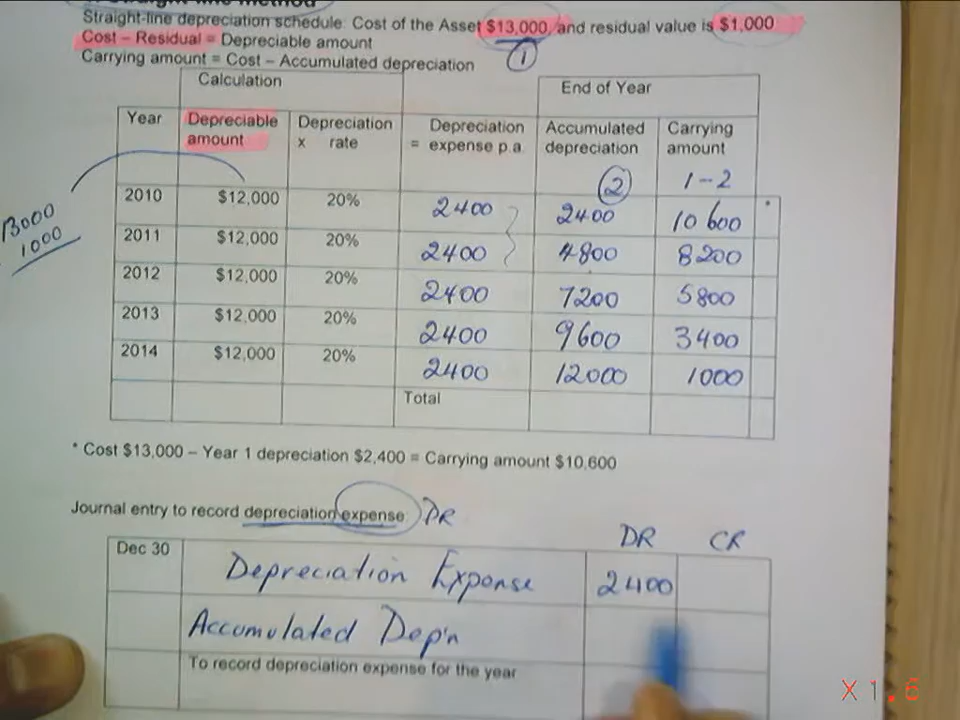 Straight-line depreciation schedule: Cost of the Asset $13,000, and residual value is $1,000
Cost – Residual = Depreciable amount
1
Carrying amount = Cost – Accumulated depreciation
Calculation
End of Year
Year Depreciable amount Depreciation x rate Depreciation = expense p.a. Accumulated depreciation Carrying amount
2 1-2
13000
1000
2010 $12,000 20% 2400 2400 10 600 *
2011 $12,000 20% 2400 4800 8200
2012 $12,000 20% 2400 7200 5800
2013 $12,000 20% 2400 9600 3400
2014 $12,000 20% 2400 12000 1000
Total
* Cost $13,000 – Year 1 depreciation $2,400 = Carrying amount $10,600
Journal entry to record depreciation expense: DR
DR CR
Dec 30 Depreciation Expense 2400
Accumulated Dep'n
To record depreciation expense for the year
X 1.6